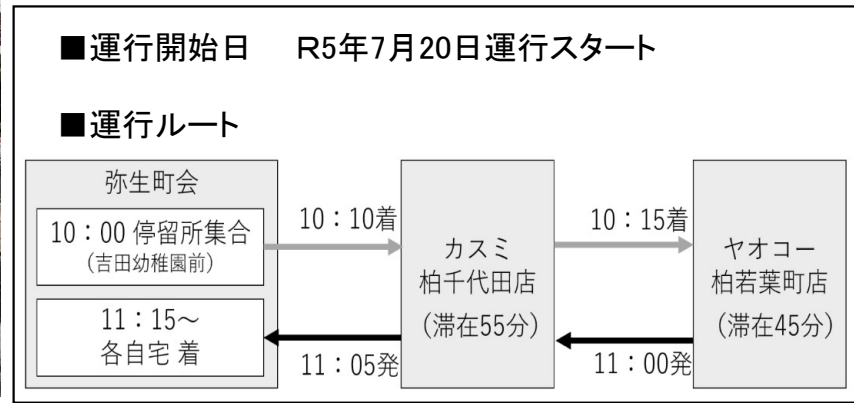 ■運行開始日 R5年7月20日運行スタート
■運行ルート
弥生町会
10：00 停留所集合
(吉田幼稚園前)
11：15～
各自宅 着
10：10着
11：05発
カスミ
柏千代田店
(滞在55分)
10：15着
11：00発
ヤオコー
柏若葉町店
(滞在45分)